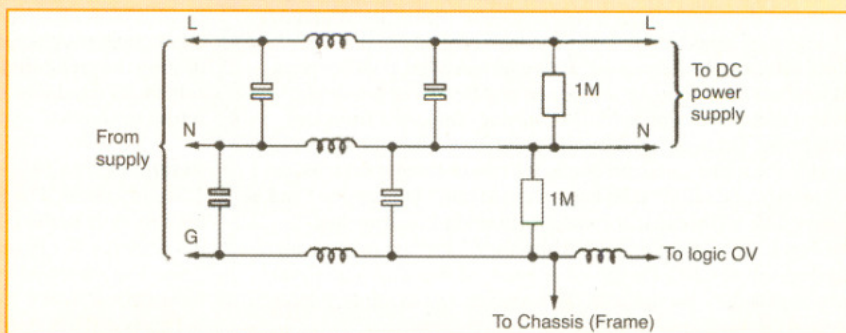 L
L
1M
To DC
power
supply
From
supply
N
N
1M
G
To logic OV
To Chassis (Frame)